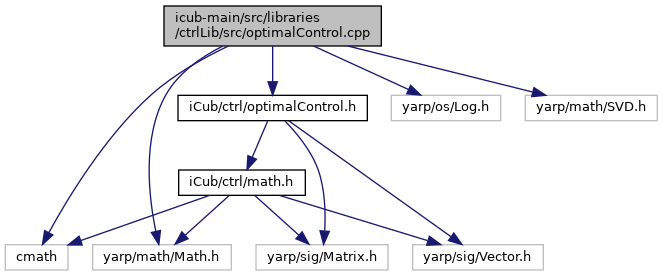 icub-main/src/libraries
/ctrlLib/src/optimalControl.cpp
iCub/ctrl/optimalControl.h
yarp/os/Log.h
yarp/math/SVD.h
iCub/ctrl/math.h
cmath
yarp/math/Math.h
yarp/sig/Matrix.h
yarp/sig/Vector.h